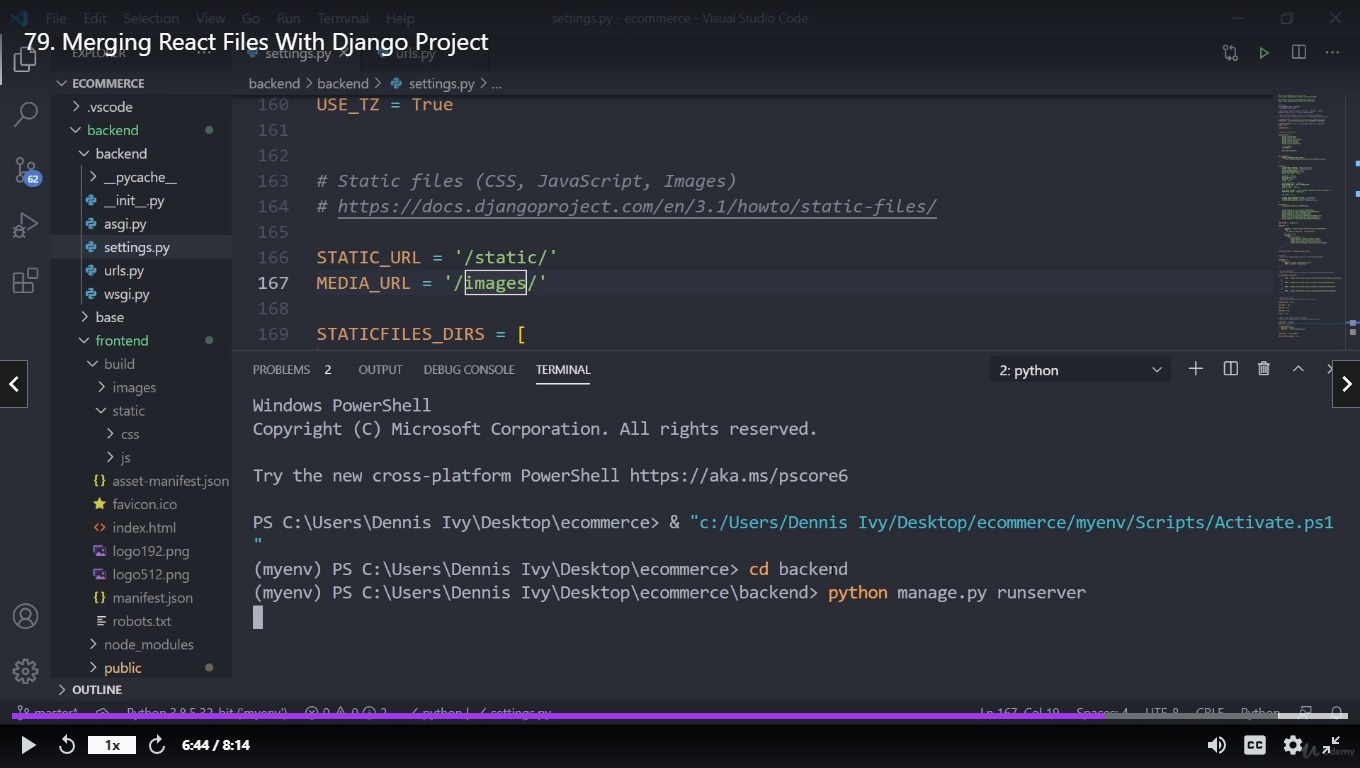 File Edit Selection View Go Run Terminal Help settings.py - ecommerce - Visual Studio Code
79. Merging React Files With Django Project
EXPLORER
settings.py
urls.py
ECOMMERCE
backend > backend > settings.py > ...
.vscode
backend
backend
__pycache__
__init__.py
asgi.py
settings.py
urls.py
wsgi.py
base
frontend
build
images
static
css
js
asset-manifest.json
favicon.ico
index.html
logo192.png
logo512.png
manifest.json
robots.txt
node_modules
public
OUTLINE
62
160 USE_TZ = True
161
162
163 # Static files (CSS, JavaScript, Images)
164 # https://docs.djangoproject.com/en/3.1/howto/static-files/
165
166 STATIC_URL = '/static/'
167 MEDIA_URL = '/images/'
168
169 STATICFILES_DIRS = [
PROBLEMS 2 OUTPUT DEBUG CONSOLE TERMINAL 2: python
Windows PowerShell
Copyright (C) Microsoft Corporation. All rights reserved.
Try the new cross-platform PowerShell https://aka.ms/pscore6
PS C:\Users\Dennis Ivy\Desktop\ecommerce> & "c:/Users/Dennis Ivy/Desktop/ecommerce/myenv/Scripts/Activate.ps1
"
(myenv) PS C:\Users\Dennis Ivy\Desktop\ecommerce> cd backend
(myenv) PS C:\Users\Dennis Ivy\Desktop\ecommerce\backend> python manage.py runserver
master* Python 3.8.5 32-bit ('myenv') 0 0 2 python | settings.py Ln 167, Col 19 Spaces: 4 UTF-8 CRLF Python
1x 6:44 / 8:14 CC
udemy